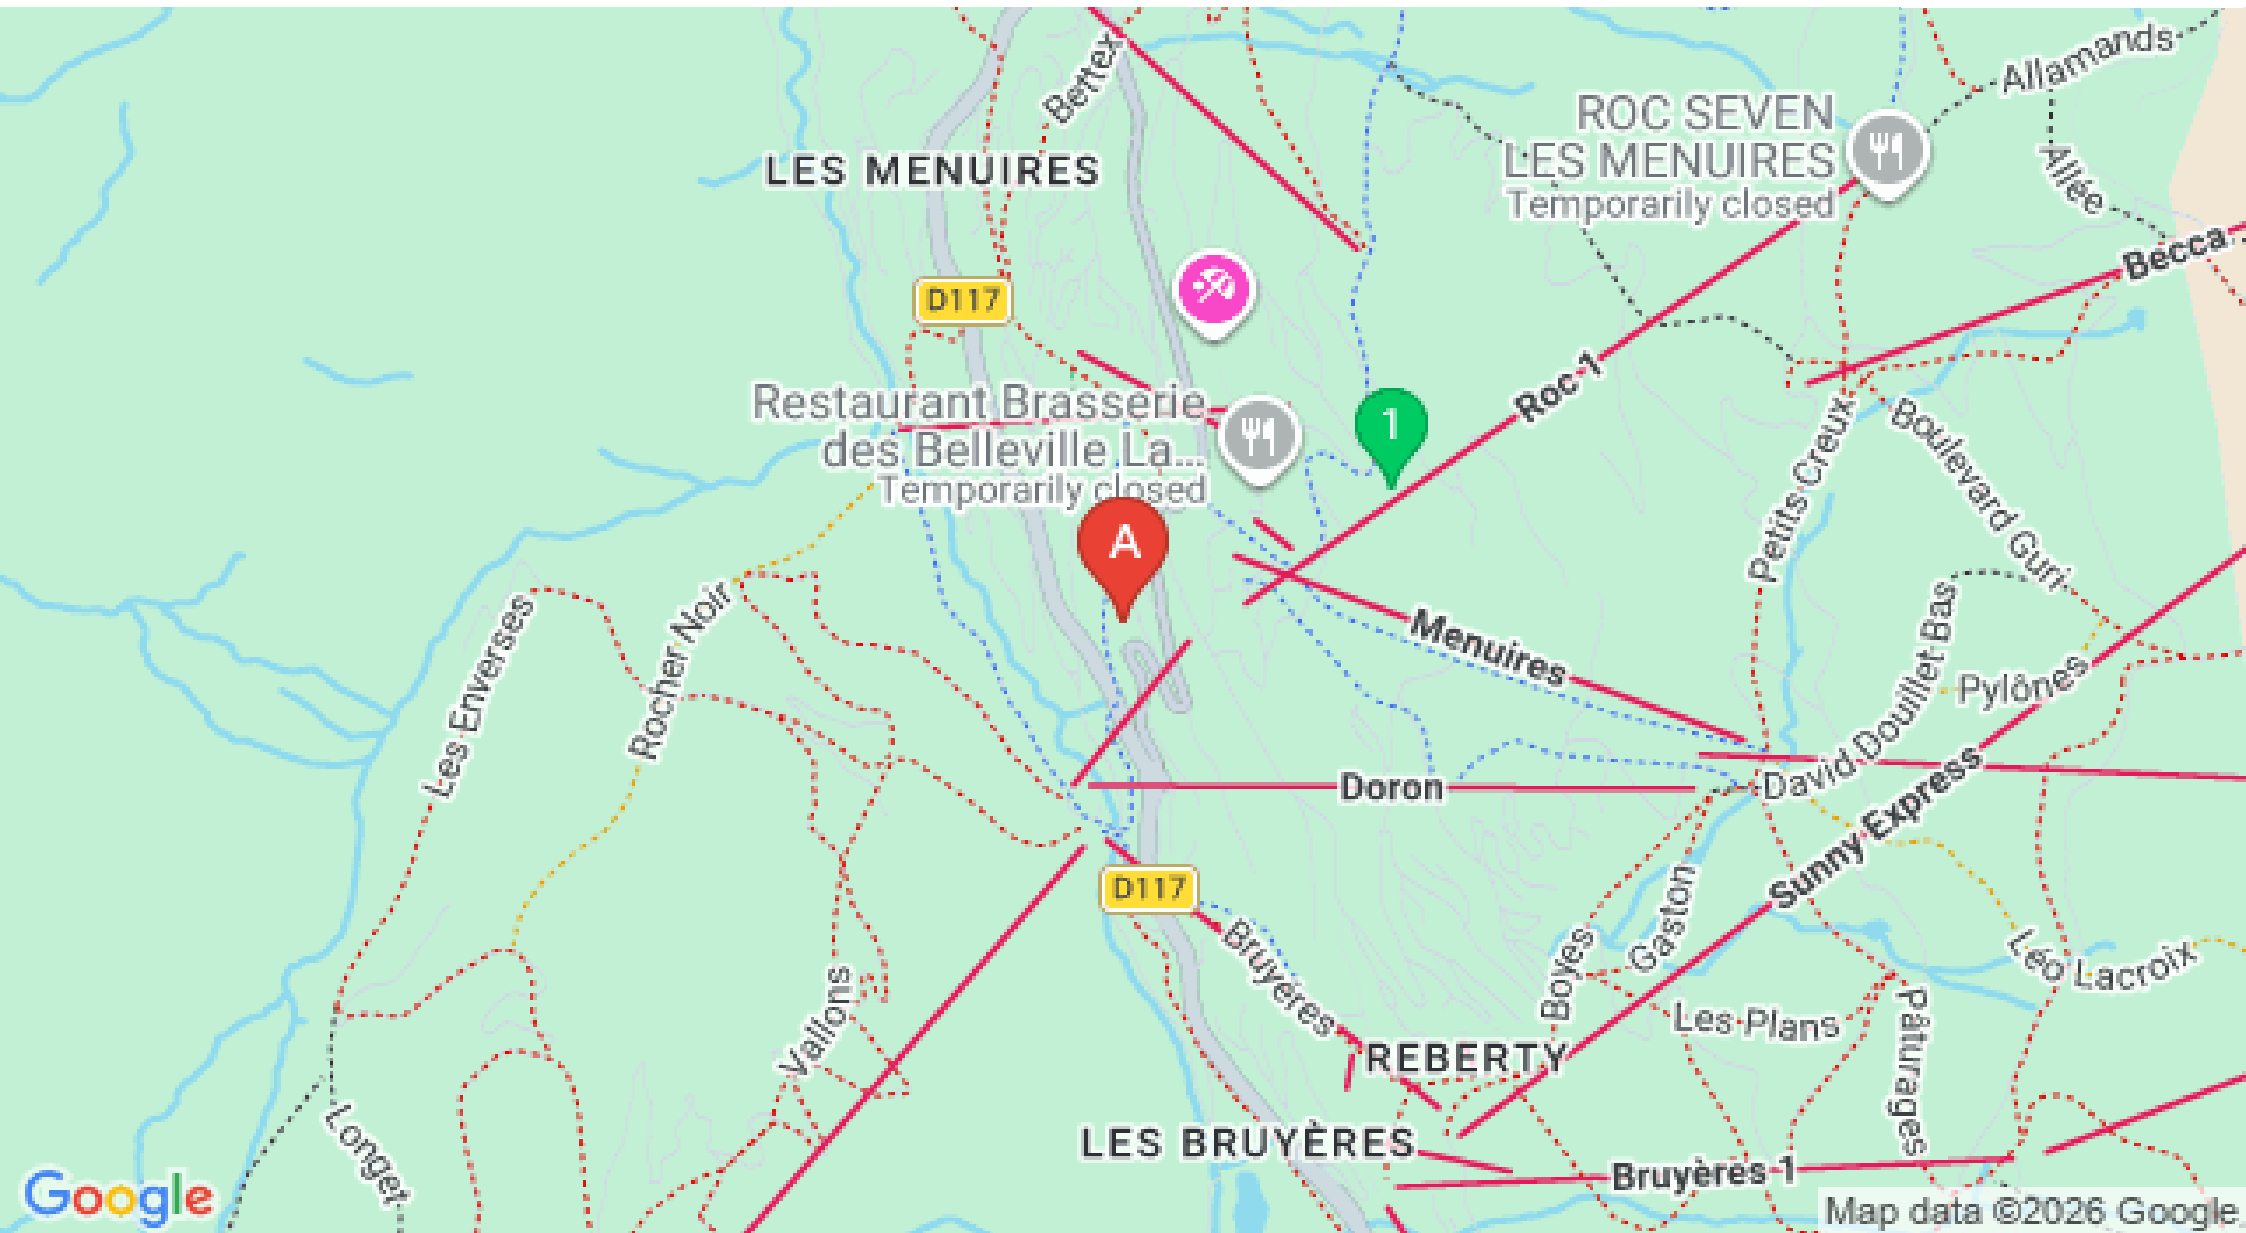 Bettex
Allamands
ROC SEVEN
LES MENUIRES
Temporarily closed
Allée
LES MENUIRES
Becca
D117
Roc 1
Restaurant Brasserie
des Belleville La...
Temporarily closed
1
Boulevard Guri
Petits Creux
A
Menuires
Rocher Noir
Les Enverses
David Douillet Bas
Pylônes
Doron
Sunny Express
D117
Bruyères
Gaston
Boyes
Léo Lacroix
Vallons
Les Plans
Pâturages
REBERTY
Longet
LES BRUYÈRES
Bruyères 1
Google
Map data ©2026 Google